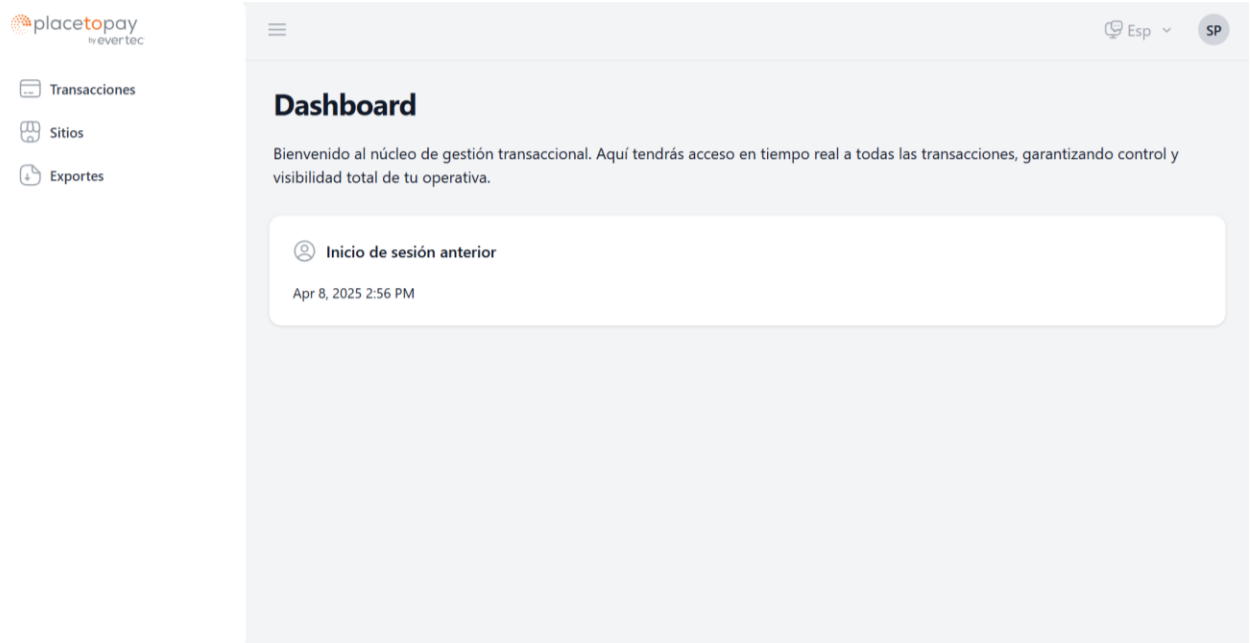 placetopay
by evertec
Esp
SP
Transacciones
Sitios
Exportes
Dashboard
Bienvenido al núcleo de gestión transaccional. Aquí tendrás acceso en tiempo real a todas las transacciones, garantizando control y
visibilidad total de tu operativa.
Inicio de sesión anterior
Apr 8, 2025 2:56 PM